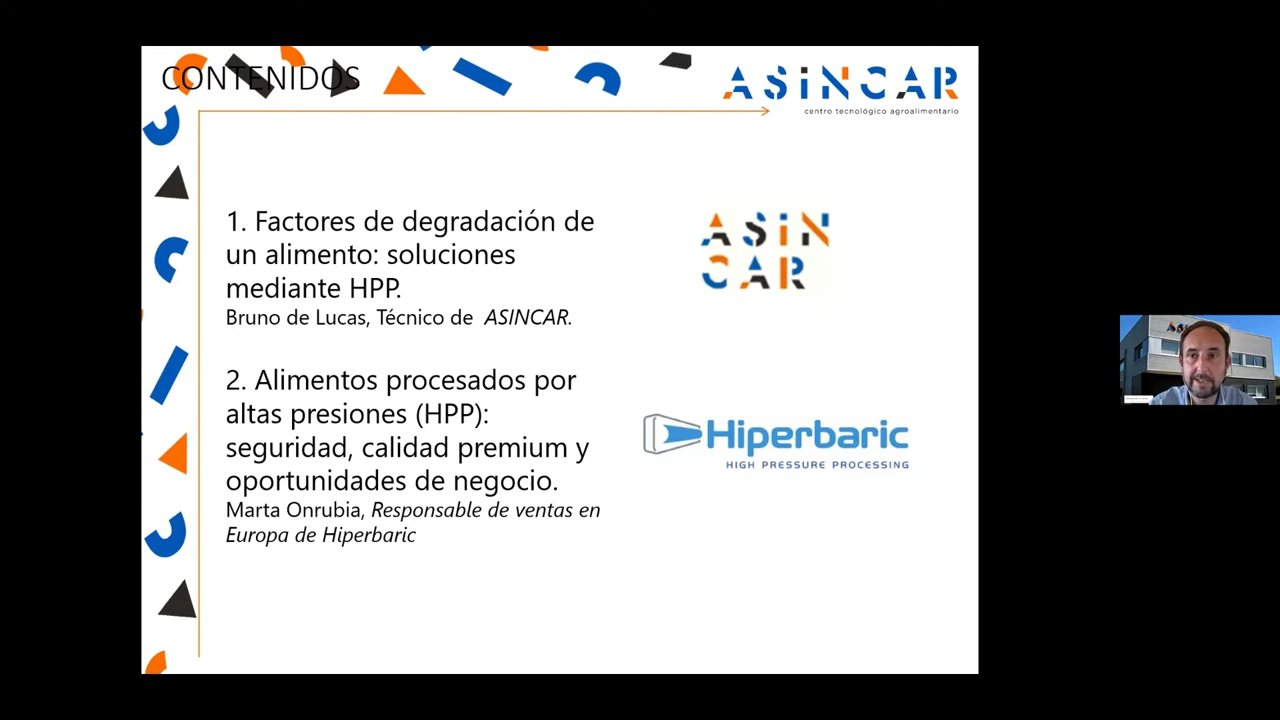 CONTENIDOS
ASINCAR
centro tecnológico agroalimentario
1. Factores de degradación de
un alimento: soluciones
mediante HPP.
Bruno de Lucas, Técnico de ASINCAR.
ASIN
CAR
2. Alimentos procesados por
altas presiones (HPP):
seguridad, calidad premium y
oportunidades de negocio.
Marta Onrubia, Responsable de ventas en
Europa de Hiperbaric
Hiperbaric
HIGH PRESSURE PROCESSING